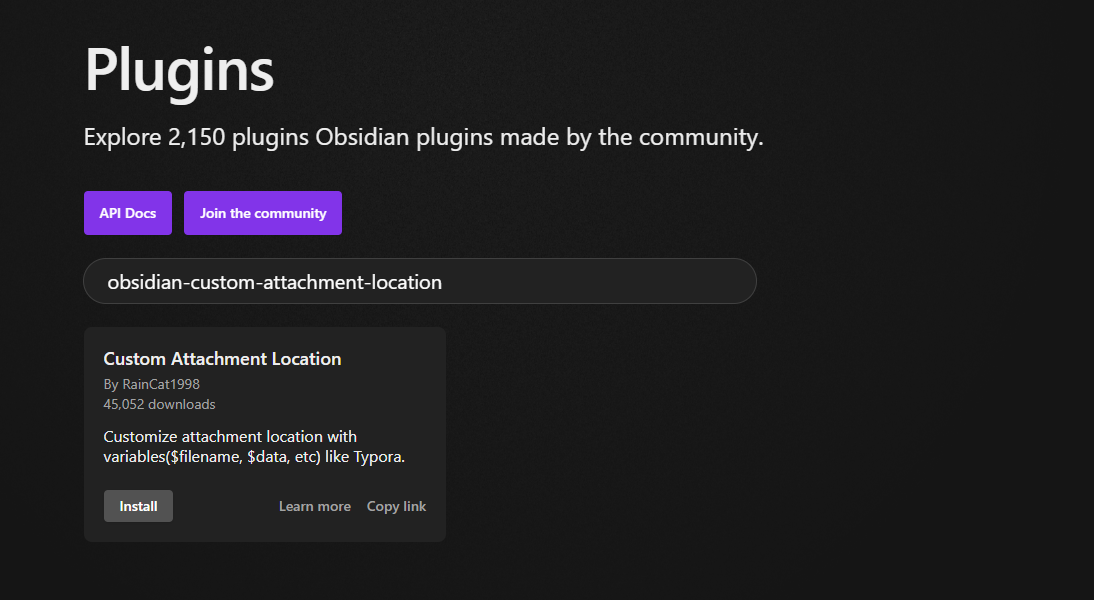 Plugins
Explore 2,150 plugins Obsidian plugins made by the community.
API Docs
Join the community
obsidian-custom-attachment-location
Custom Attachment Location
By RainCat1998
45,052 downloads
Customize attachment location with
variables($filename, $data, etc) like Typora.
Install
Learn more
Copy link